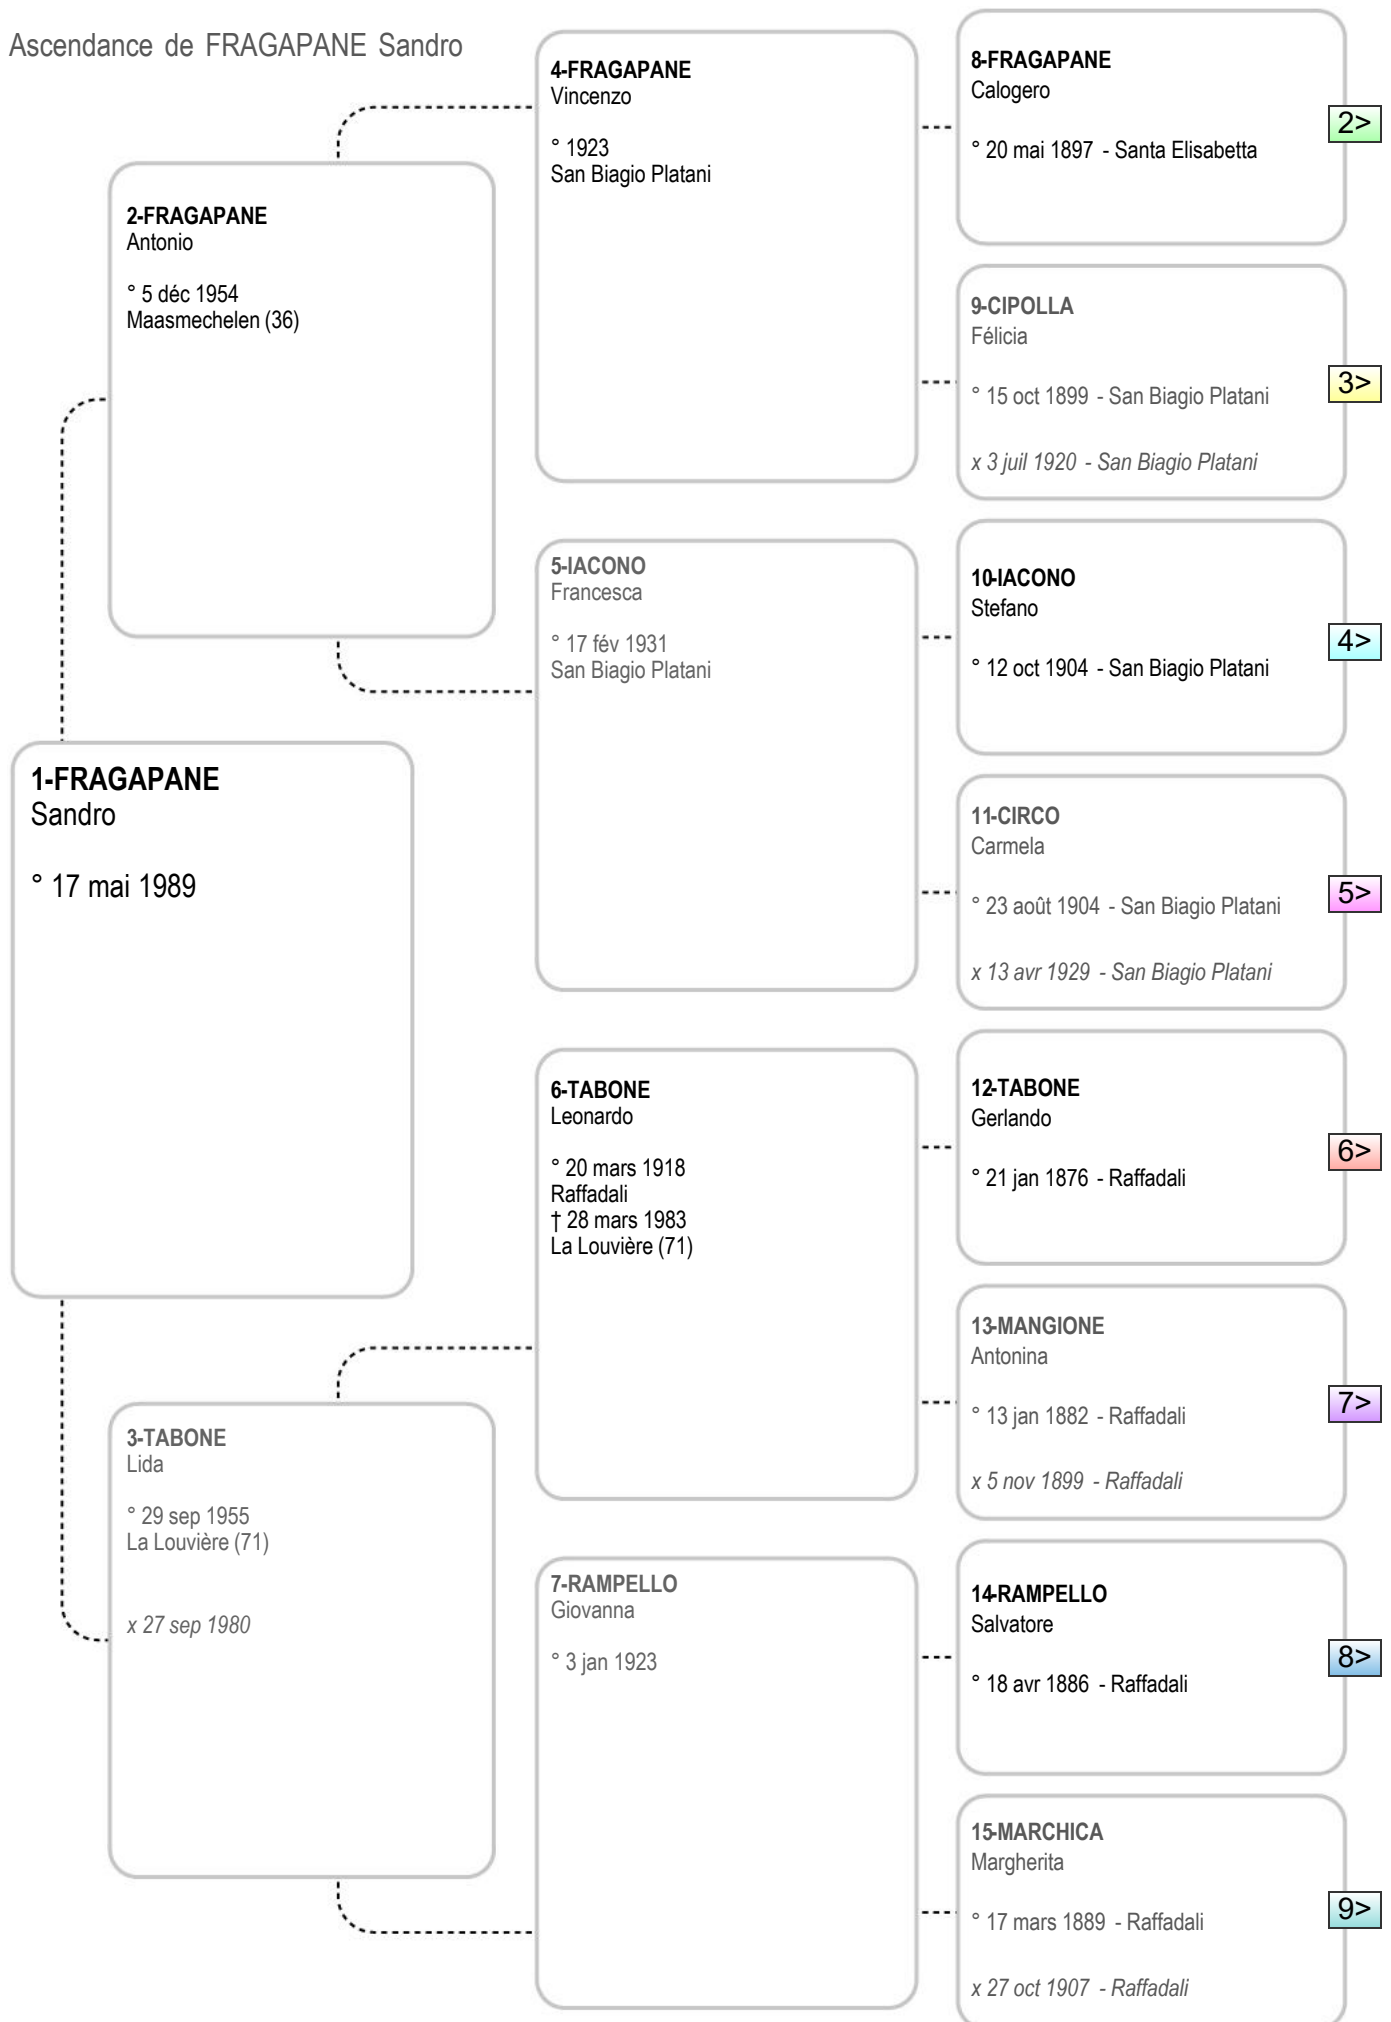 Ascendance de FRAGAPANE Sandro
1-FRAGAPANE
Sandro
° 17 mai 1989
2-FRAGAPANE
Antonio
° 5 déc 1954
Maasmechelen (36)
3-TABONE
Lida
° 29 sep 1955
La Louvière (71)
x 27 sep 1980
4-FRAGAPANE
Vincenzo
° 1923
San Biagio Platani
5-IACONO
Francesca
° 17 fév 1931
San Biagio Platani
6-TABONE
Leonardo
° 20 mars 1918
Raffadali
† 28 mars 1983
La Louvière (71)
7-RAMPELLO
Giovanna
° 3 jan 1923
8-FRAGAPANE
Calogero
° 20 mai 1897 - Santa Elisabetta
2>
9-CIPOLLA
Félicia
° 15 oct 1899 - San Biagio Platani
x 3 juil 1920 - San Biagio Platani
3>
10-IACONO
Stefano
° 12 oct 1904 - San Biagio Platani
4>
11-CIRCO
Carmela
° 23 août 1904 - San Biagio Platani
x 13 avr 1929 - San Biagio Platani
5>
12-TABONE
Gerlando
° 21 jan 1876 - Raffadali
6>
13-MANGIONE
Antonina
° 13 jan 1882 - Raffadali
x 5 nov 1899 - Raffadali
7>
14-RAMPELLO
Salvatore
° 18 avr 1886 - Raffadali
8>
15-MARCHICA
Margherita
° 17 mars 1889 - Raffadali
x 27 oct 1907 - Raffadali
9>